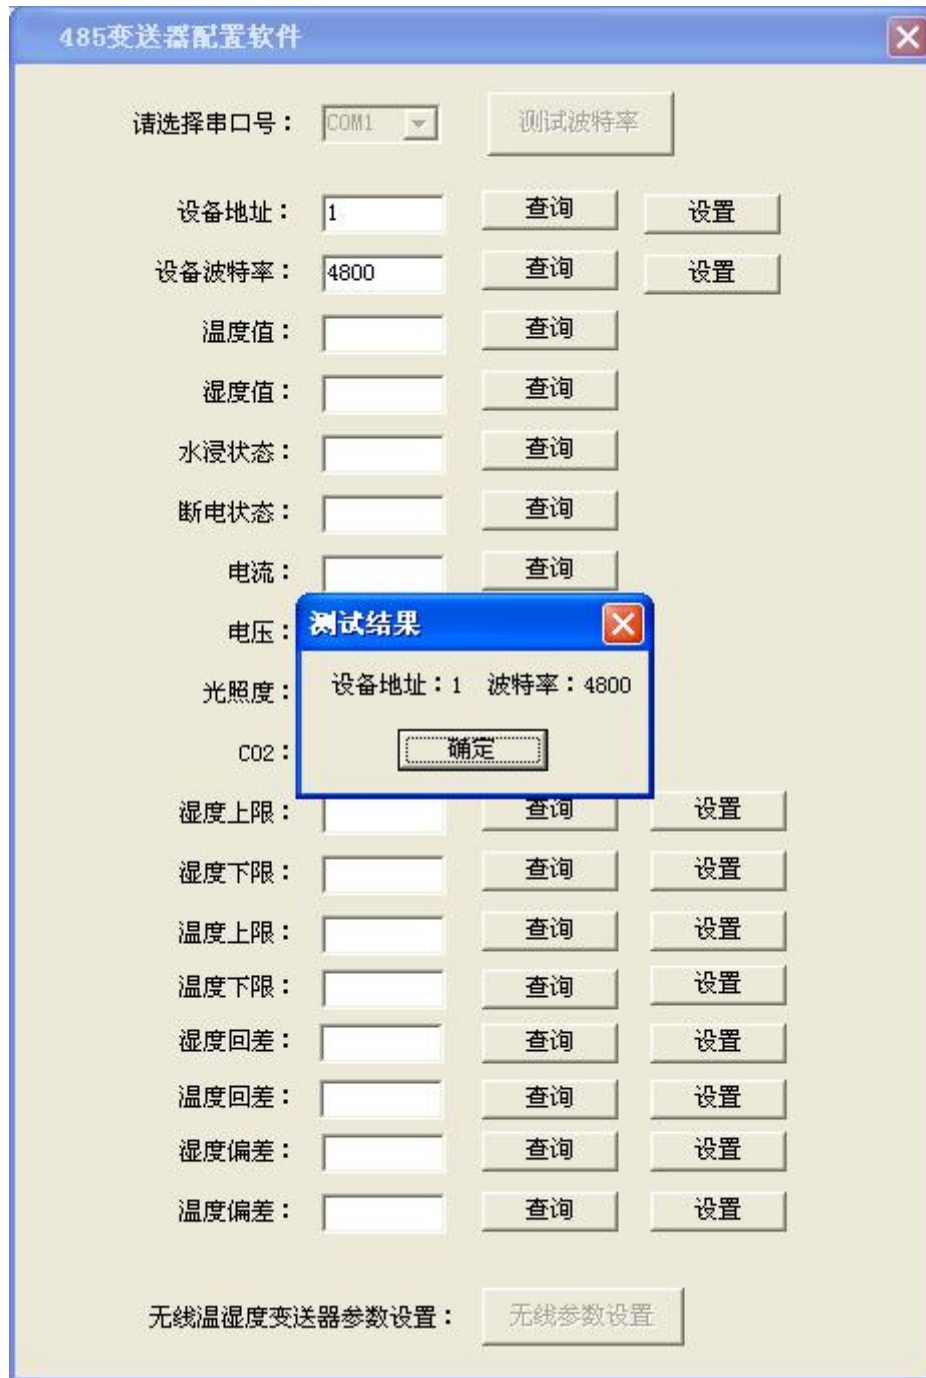 485变送器配置软件
请选择串口号： COM1 测试波特率
设备地址： 1 查询 设置
设备波特率： 4800 查询 设置
温度值： 查询
湿度值： 查询
水浸状态： 查询
断电状态： 查询
电流： 查询
电压： 测试结果
光照度： 设备地址：1 波特率：4800
CO2： 确定
湿度上限： 查询 设置
湿度下限： 查询 设置
温度上限： 查询 设置
温度下限： 查询 设置
湿度回差： 查询 设置
温度回差： 查询 设置
湿度偏差： 查询 设置
温度偏差： 查询 设置
无线温湿度变送器参数设置： 无线参数设置